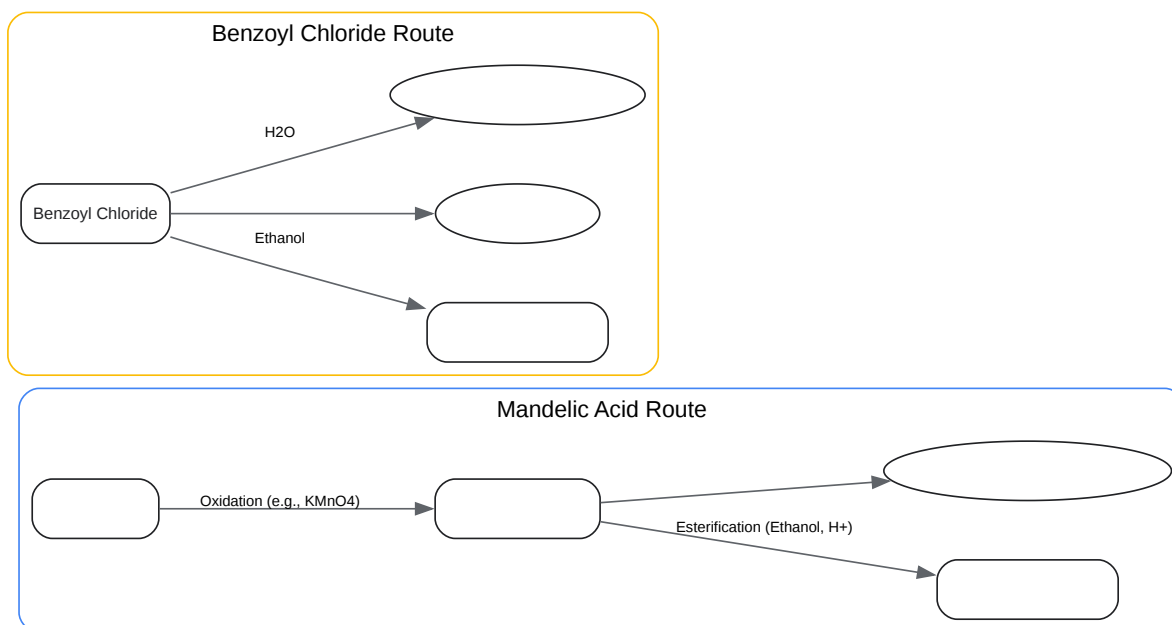 Benzoyl Chloride Route
H2O
Benzoyl Chloride
Ethanol
Mandelic Acid Route
Oxidation (e.g., KMnO4)
Esterification (Ethanol, H+)